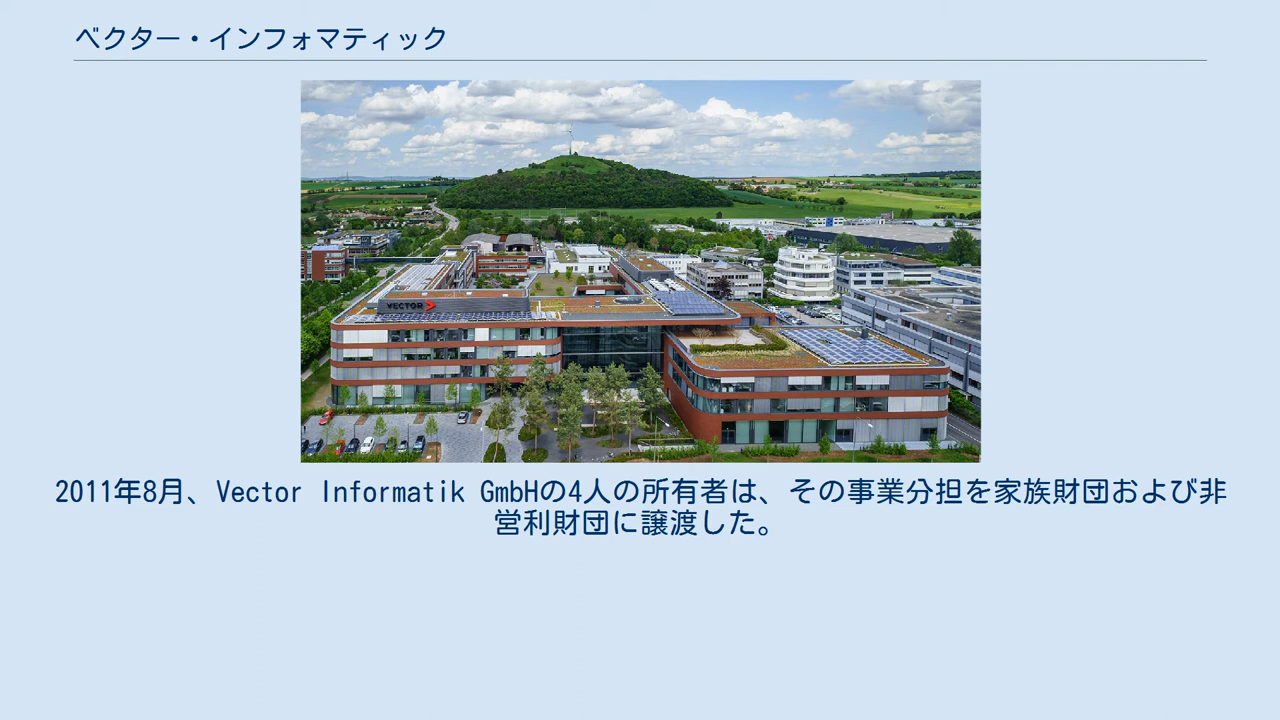 ベクター・インフォマティック
VECTOR
2011年8月、Vector Informatik GmbHの4人の所有者は、その事業分担を家族財団および非
営利財団に譲渡した。